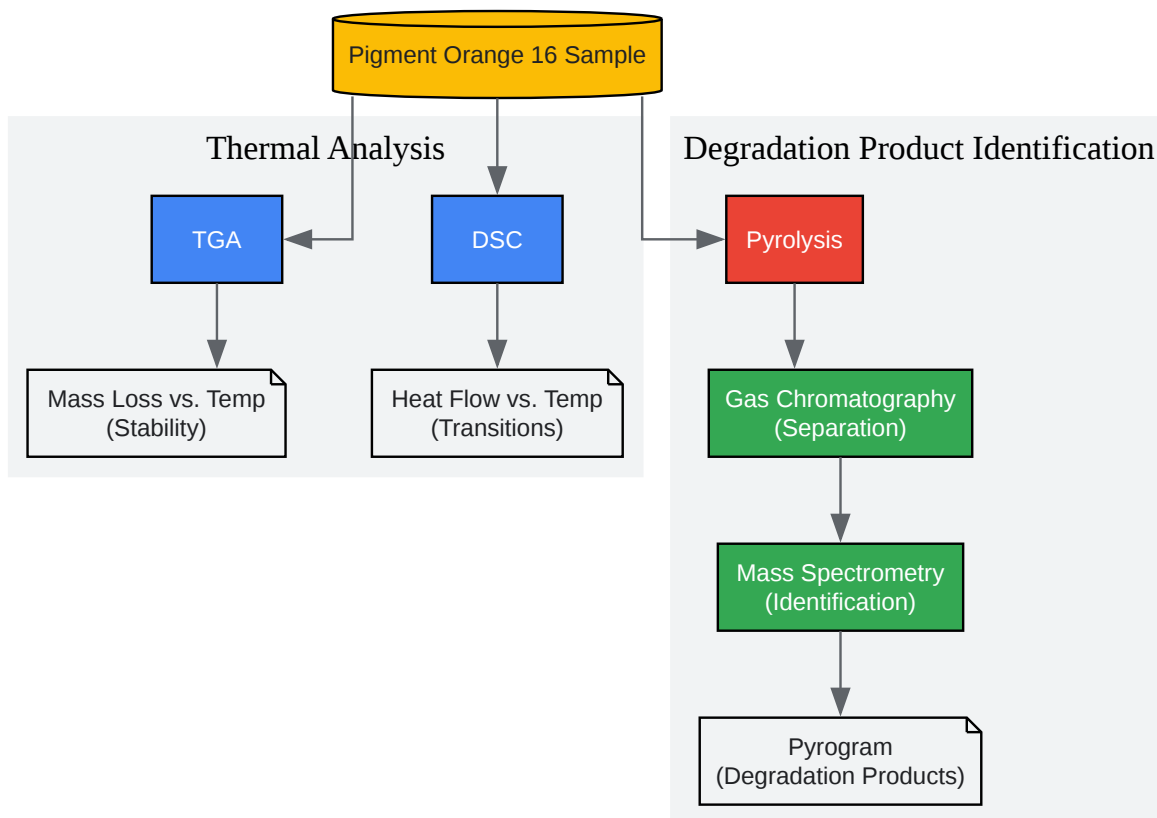 Pigment Orange 16 Sample
Thermal Analysis
Degradation Product Identification
TGA
DSC
Pyrolysis
Mass Loss vs. Temp
(Stability)
Heat Flow vs. Temp
(Transitions)
Gas Chromatography
(Separation)
Mass Spectrometry
(Identification)
Pyrogram
(Degradation Products)